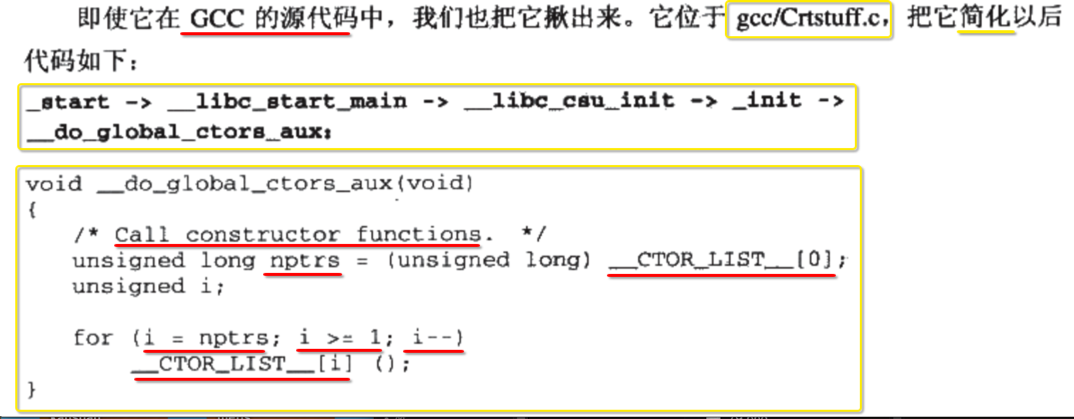 即使它在 GCC 的源代码中，我们也把它揪出来。它位于 gcc/Crtstuff.c，把它简化以后
代码如下：
_start -> __libc_start_main -> __libc_csu_init -> _init ->
__do_global_ctors_aux:
void __do_global_ctors_aux(void)
{
/* Call constructor functions. */
unsigned long nptrs = (unsigned long) __CTOR_LIST__[0];
unsigned i;
for (i = nptrs; i >= 1; i--)
__CTOR_LIST__[i] ();
}